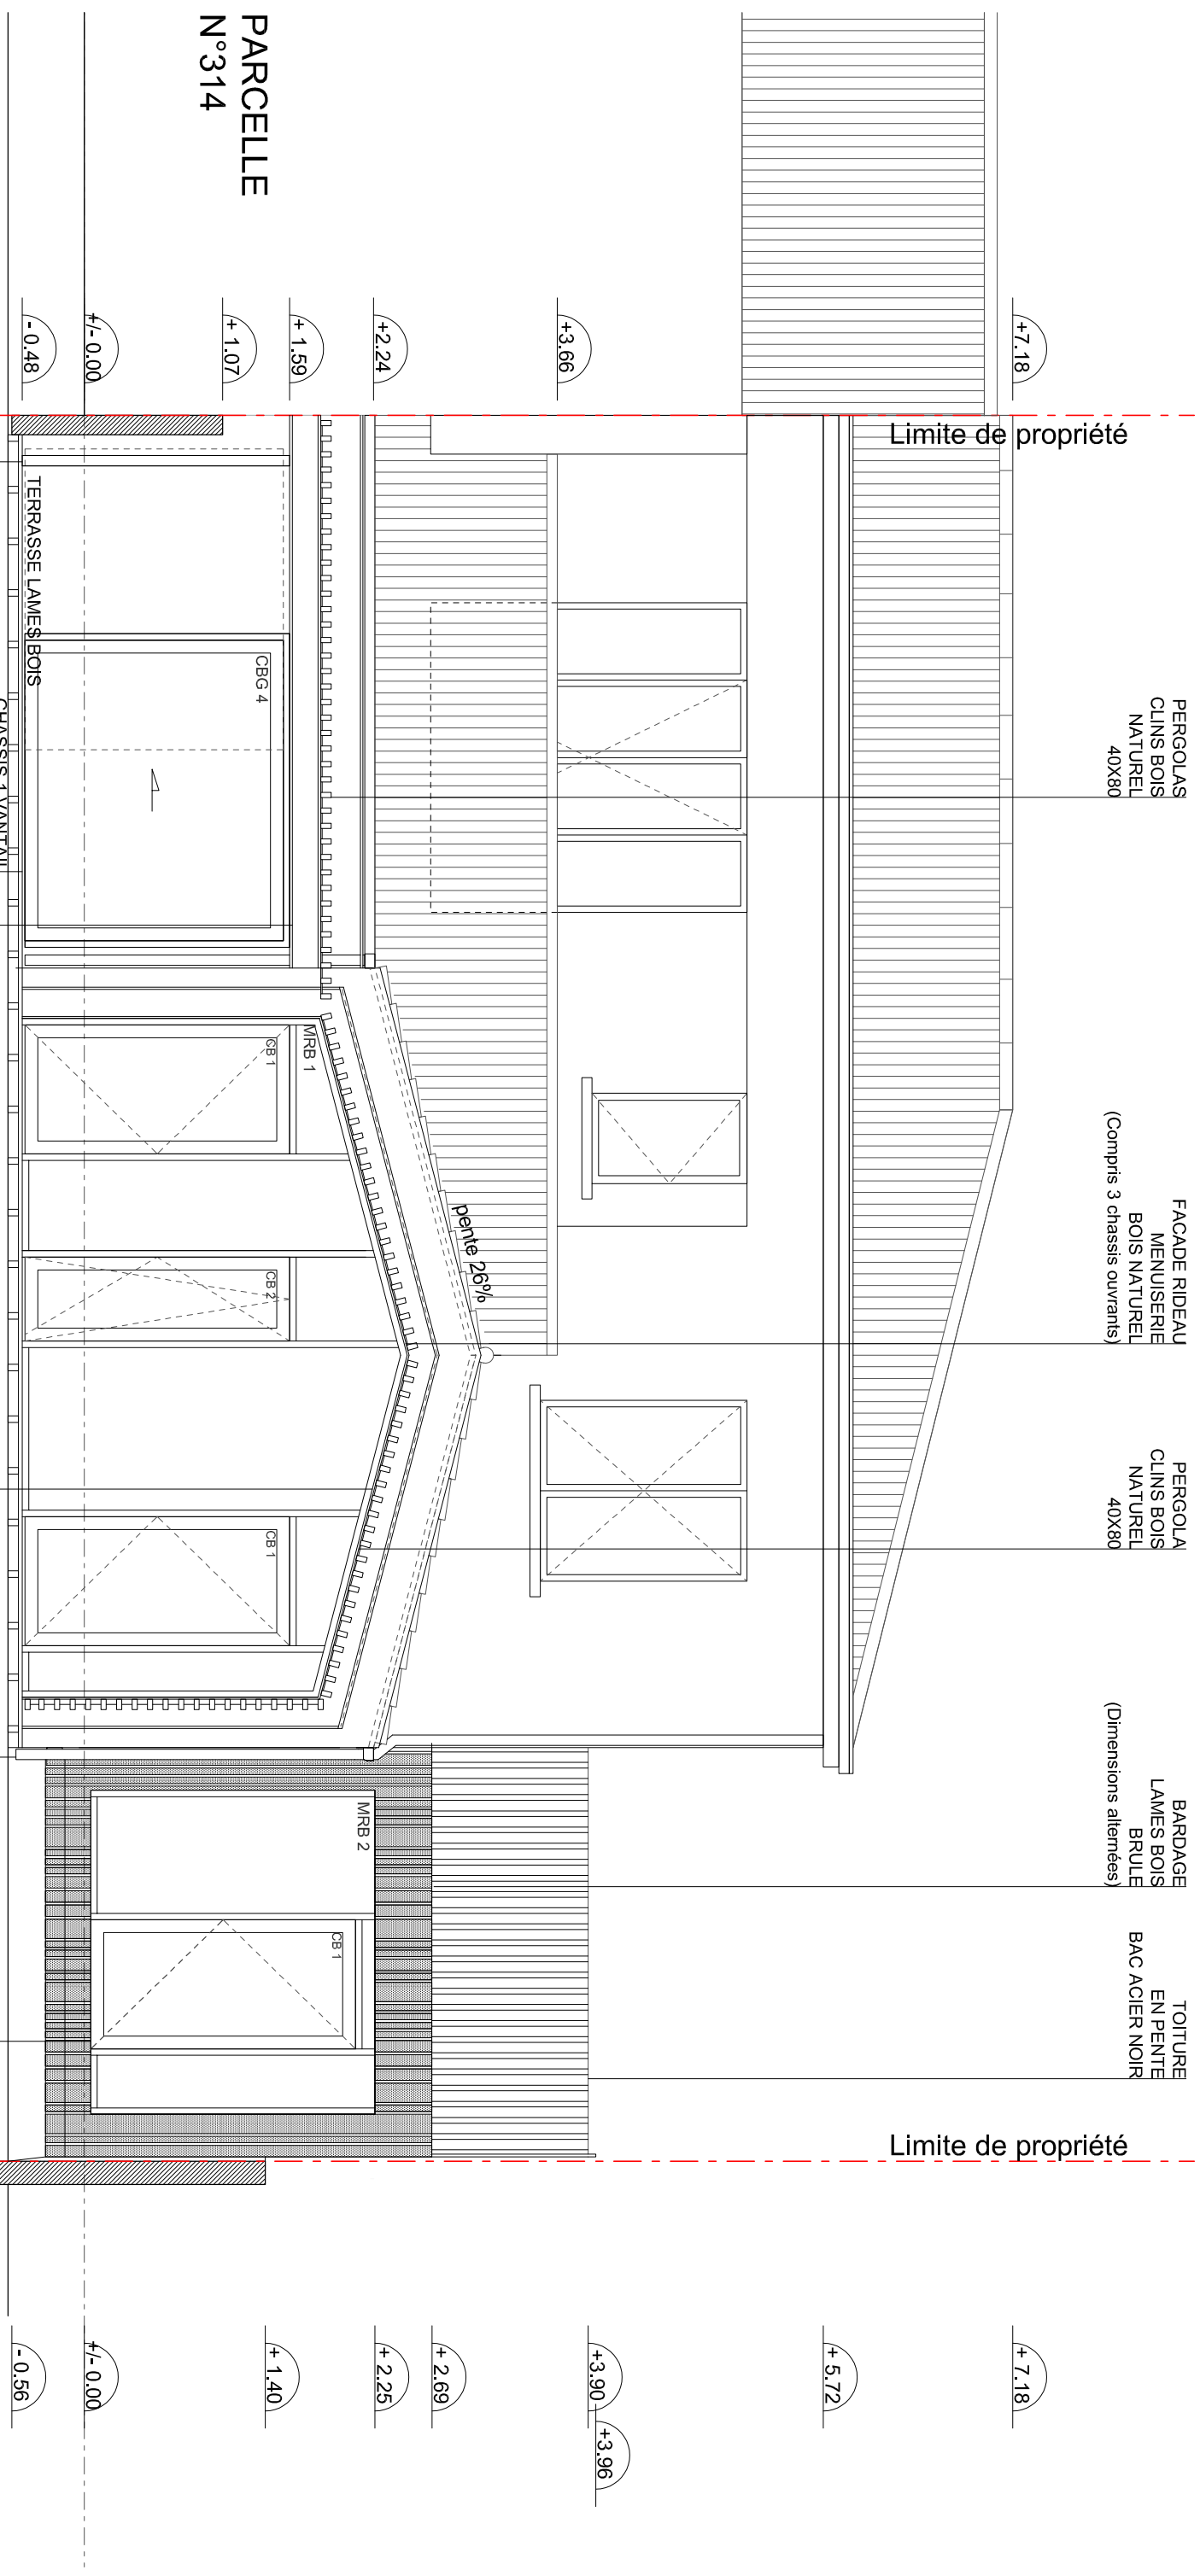 PERGOLAS
CLINS BOIS
NATUREL
40X80
FACADE RIDEAU
MENUISERIE
BOIS NATUREL
(Compris 3 chassis ouvrants)
PERGOLA
CLINS BOIS
NATUREL
40X80
BARDAGE
LAMES BOIS
BRULE
(Dimensions alternées)
TOITURE
EN PENTE
BAC ACIER NOIR
Limite de propriété
Limite de propriété
+7.18
+3.66
+2.24
+ 1.59
+ 1.07
+/- 0.00
- 0.48
PARCELLE
N°314
pente 26%
MRB 1
CB 1
CB 2
CB 1
CBG 4
MRB 2
CB 1
TERRASSE LAMES BOIS
CHASSIS 1 VANTAIL
+ 7.18
+ 5.72
+3.96
+3.90
+ 2.69
+ 2.25
+ 1.40
+/- 0.00
- 0.56